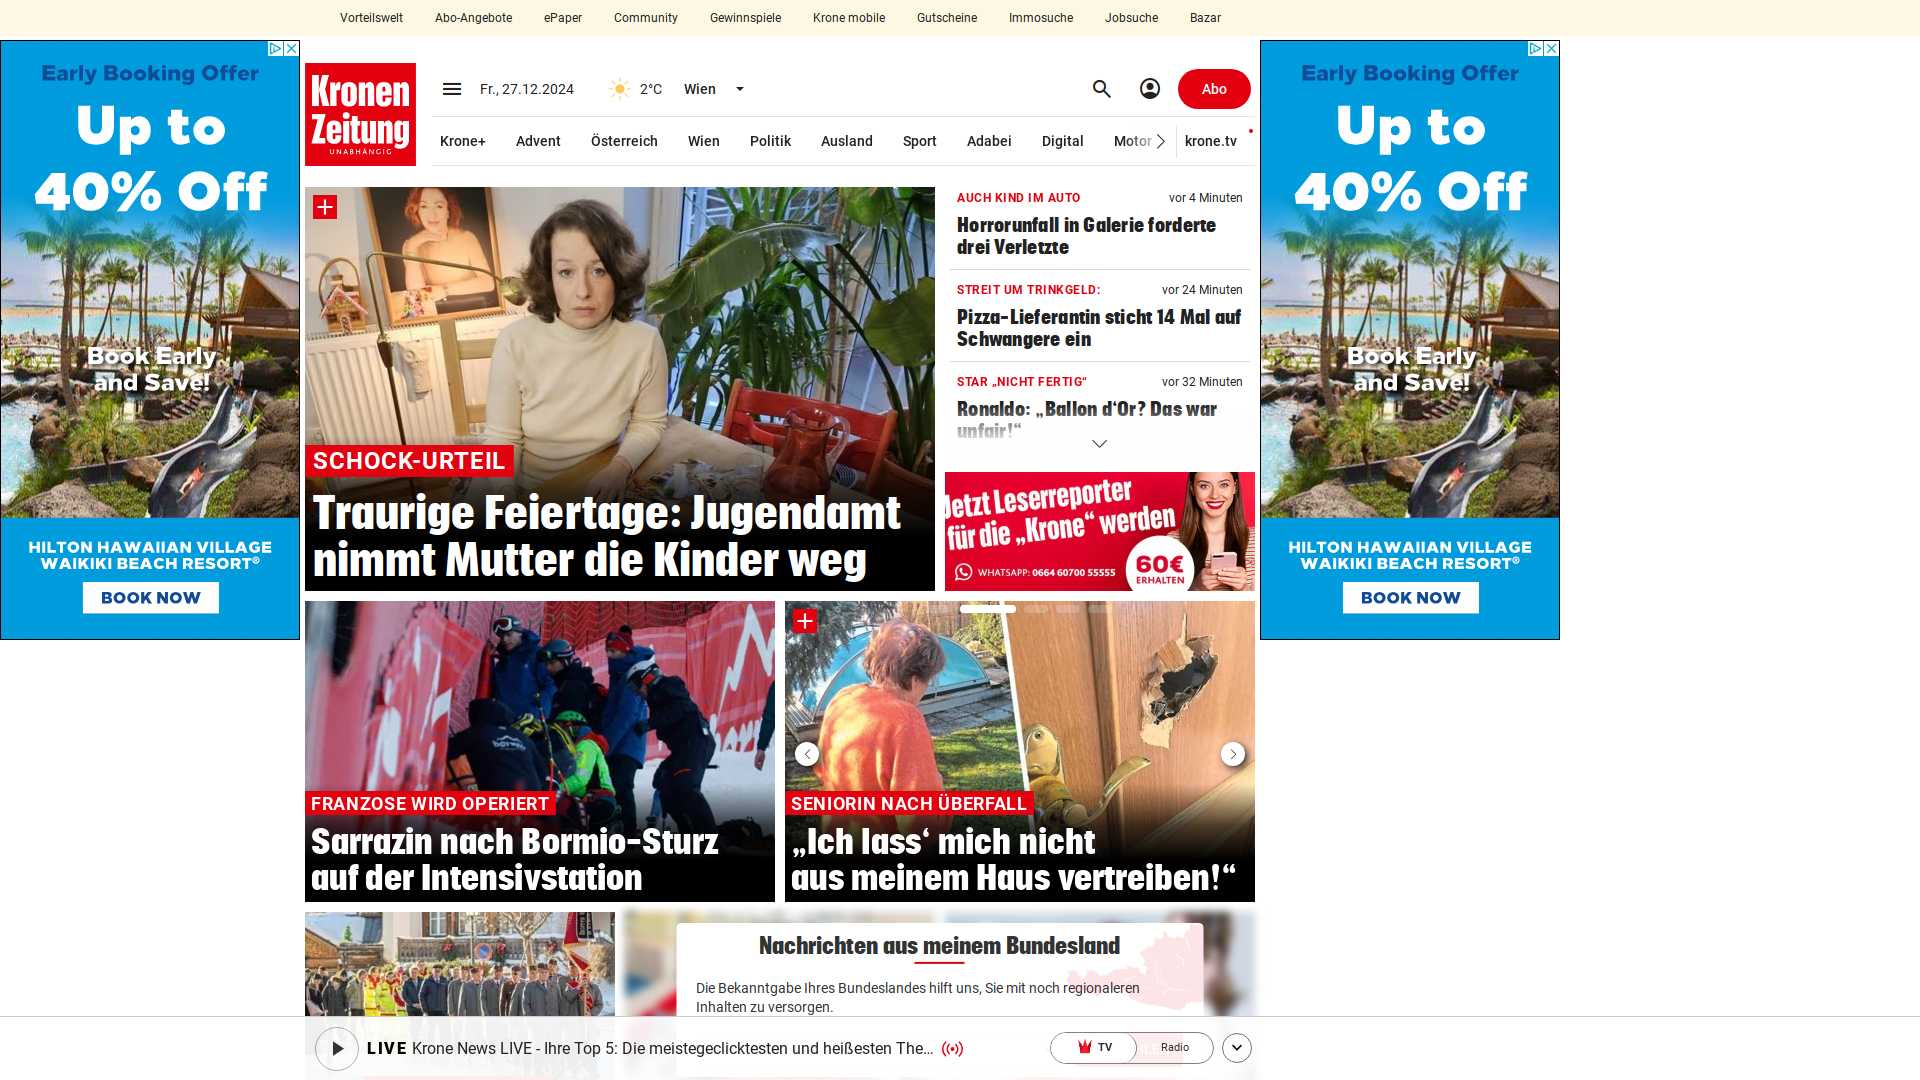 Vorteilswelt Abo-Angebote ePaper Community Gewinnspiele Krone mobile Gutscheine Immosuche Jobsuche Bazar
Early Booking Offer
Up to
40% Off
Book Early
and Save!
HILTON HAWAIIAN VILLAGE
WAIKIKI BEACH RESORT®
BOOK NOW
Kronen
Zeitung
UNABHÄNGIG
Fr., 27.12.2024 2°C Wien
Abo
Krone+ Advent Österreich Wien Politik Ausland Sport Adabei Digital Motor krone.tv
SCHOCK-URTEIL
Traurige Feiertage: Jugendamt
nimmt Mutter die Kinder weg
AUCH KIND IM AUTO vor 4 Minuten
Horrorunfall in Galerie forderte
drei Verletzte
STREIT UM TRINKGELD: vor 24 Minuten
Pizza-Lieferantin sticht 14 Mal auf
Schwangere ein
STAR „NICHT FERTIG“ vor 32 Minuten
Ronaldo: „Ballon d‘Or? Das war
unfair!“
Jetzt Leserreporter
für die „Krone“ werden
WHATSAPP: 0664 60700 55555
60€
ERHALTEN
FRANZOSE WIRD OPERIERT
Sarrazin nach Bormio-Sturz
auf der Intensivstation
SENIORIN NACH ÜBERFALL
„Ich lass‘ mich nicht
aus meinem Haus vertreiben!“
Nachrichten aus meinem Bundesland
Die Bekanntgabe Ihres Bundeslandes hilft uns, Sie mit noch regionaleren
Inhalten zu versorgen.
LIVE Krone News LIVE - Ihre Top 5: Die meistegeclicktesten und heißesten The...
TV Radio
Early Booking Offer
Up to
40% Off
Book Early
and Save!
HILTON HAWAIIAN VILLAGE
WAIKIKI BEACH RESORT®
BOOK NOW